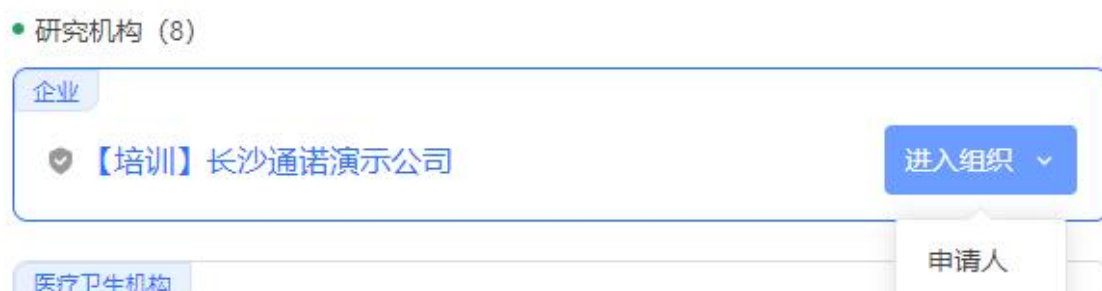 研究机构（8）
企业
【培训】长沙通诺演示公司
进入组织
申请人
医疗卫生机构